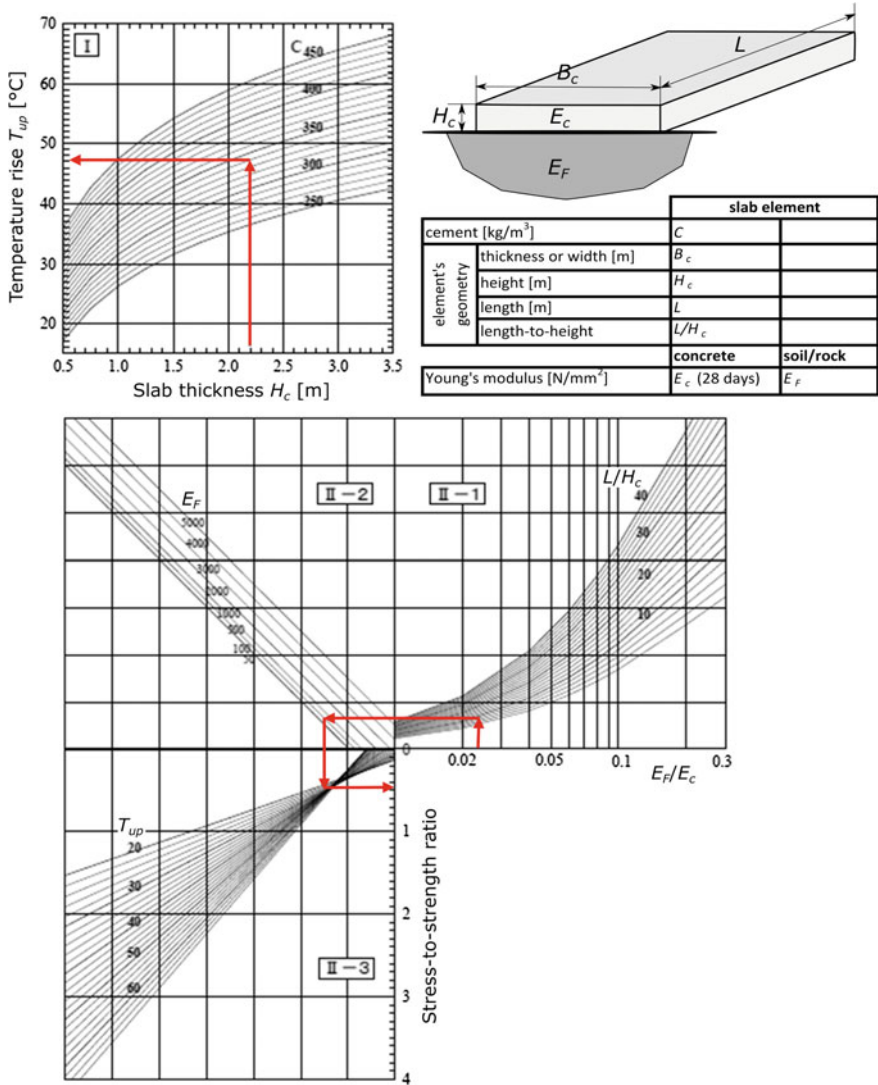 70
60
50
40
30
20
Temperature rise T_up [°C]
I
C
450
400
350
300
250
0.5 1.0 1.5 2.0 2.5 3.0 3.5
Slab thickness H_c [m]
L
B_c
H_c
E_c
E_F
slab element
cement [kg/m³] C
element's geometry
thickness or width [m] B_c
height [m] H_c
length [m] L
length-to-height L/H_c
concrete soil/rock
Young's modulus [N/mm²] E_c (28 days) E_F
II-2
II-1
E_F
5000
4000
3000
2000
1000
500
100
50
L/H_c
40
30
20
10
0.02 0.05 0.1 0.3
E_F/E_c
0
1
2
3
4
Stress-to-strength ratio
T_up
20
30
40
50
60
II-3